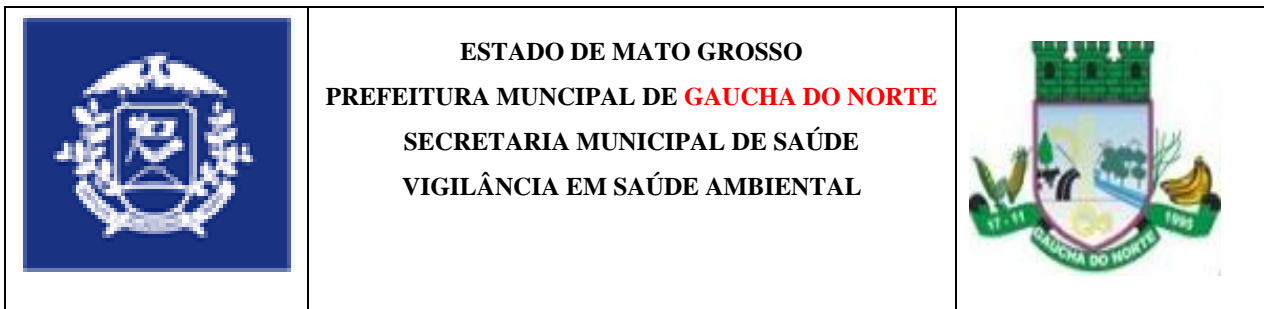 ESTADO DE MATO GROSSO
PREFEITURA MUNCIPAL DE GAUCHA DO NORTE
SECRETARIA MUNICIPAL DE SAÚDE
VIGILÂNCIA EM SAÚDE AMBIENTAL
17 - 11
1995
GAUCHA DO NORTE